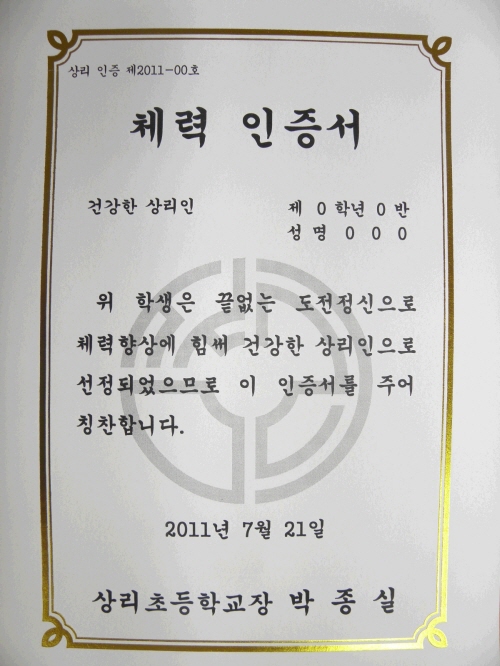 상리 인증 제2011-00호
체력 인증서
건강한 상리인
제 0 학년 0 반
성 명 0 0 0
위 학생은 끝없는 도전정신으로
체력향상에 힘써 건강한 상리인으로
선정되었으므로 이 인증서를 주어
칭찬합니다.
2011년 7월 21일
상리초등학교장 박 종 실